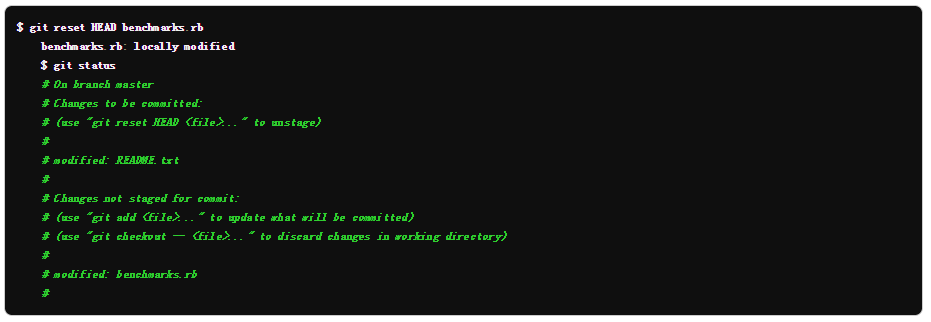 $ git reset HEAD benchmarks.rb
benchmarks.rb: locally modified
$ git status
# On branch master
# Changes to be committed:
# (use "git reset HEAD <file>..." to unstage)
#
# modified: README.txt
#
# Changes not staged for commit:
# (use "git add <file>..." to update what will be committed)
# (use "git checkout -- <file>..." to discard changes in working directory)
#
# modified: benchmarks.rb
#